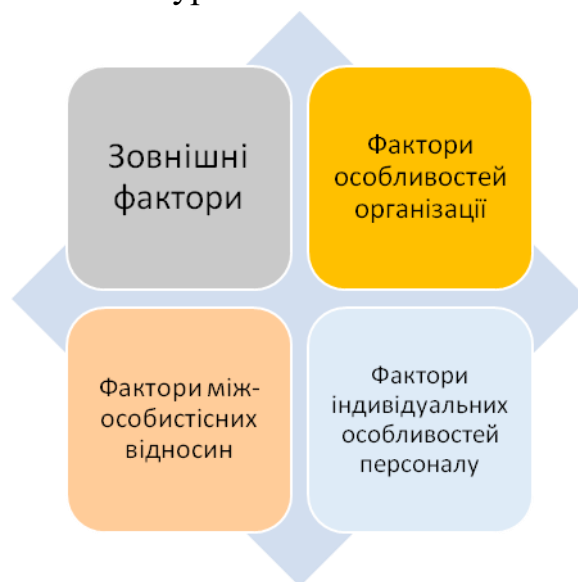 Зовнішні
фактори
Фактори
особливостей
організації
Фактори між-
особистісних
відносин
Фактори
індивідуальних
особливостей
персоналу